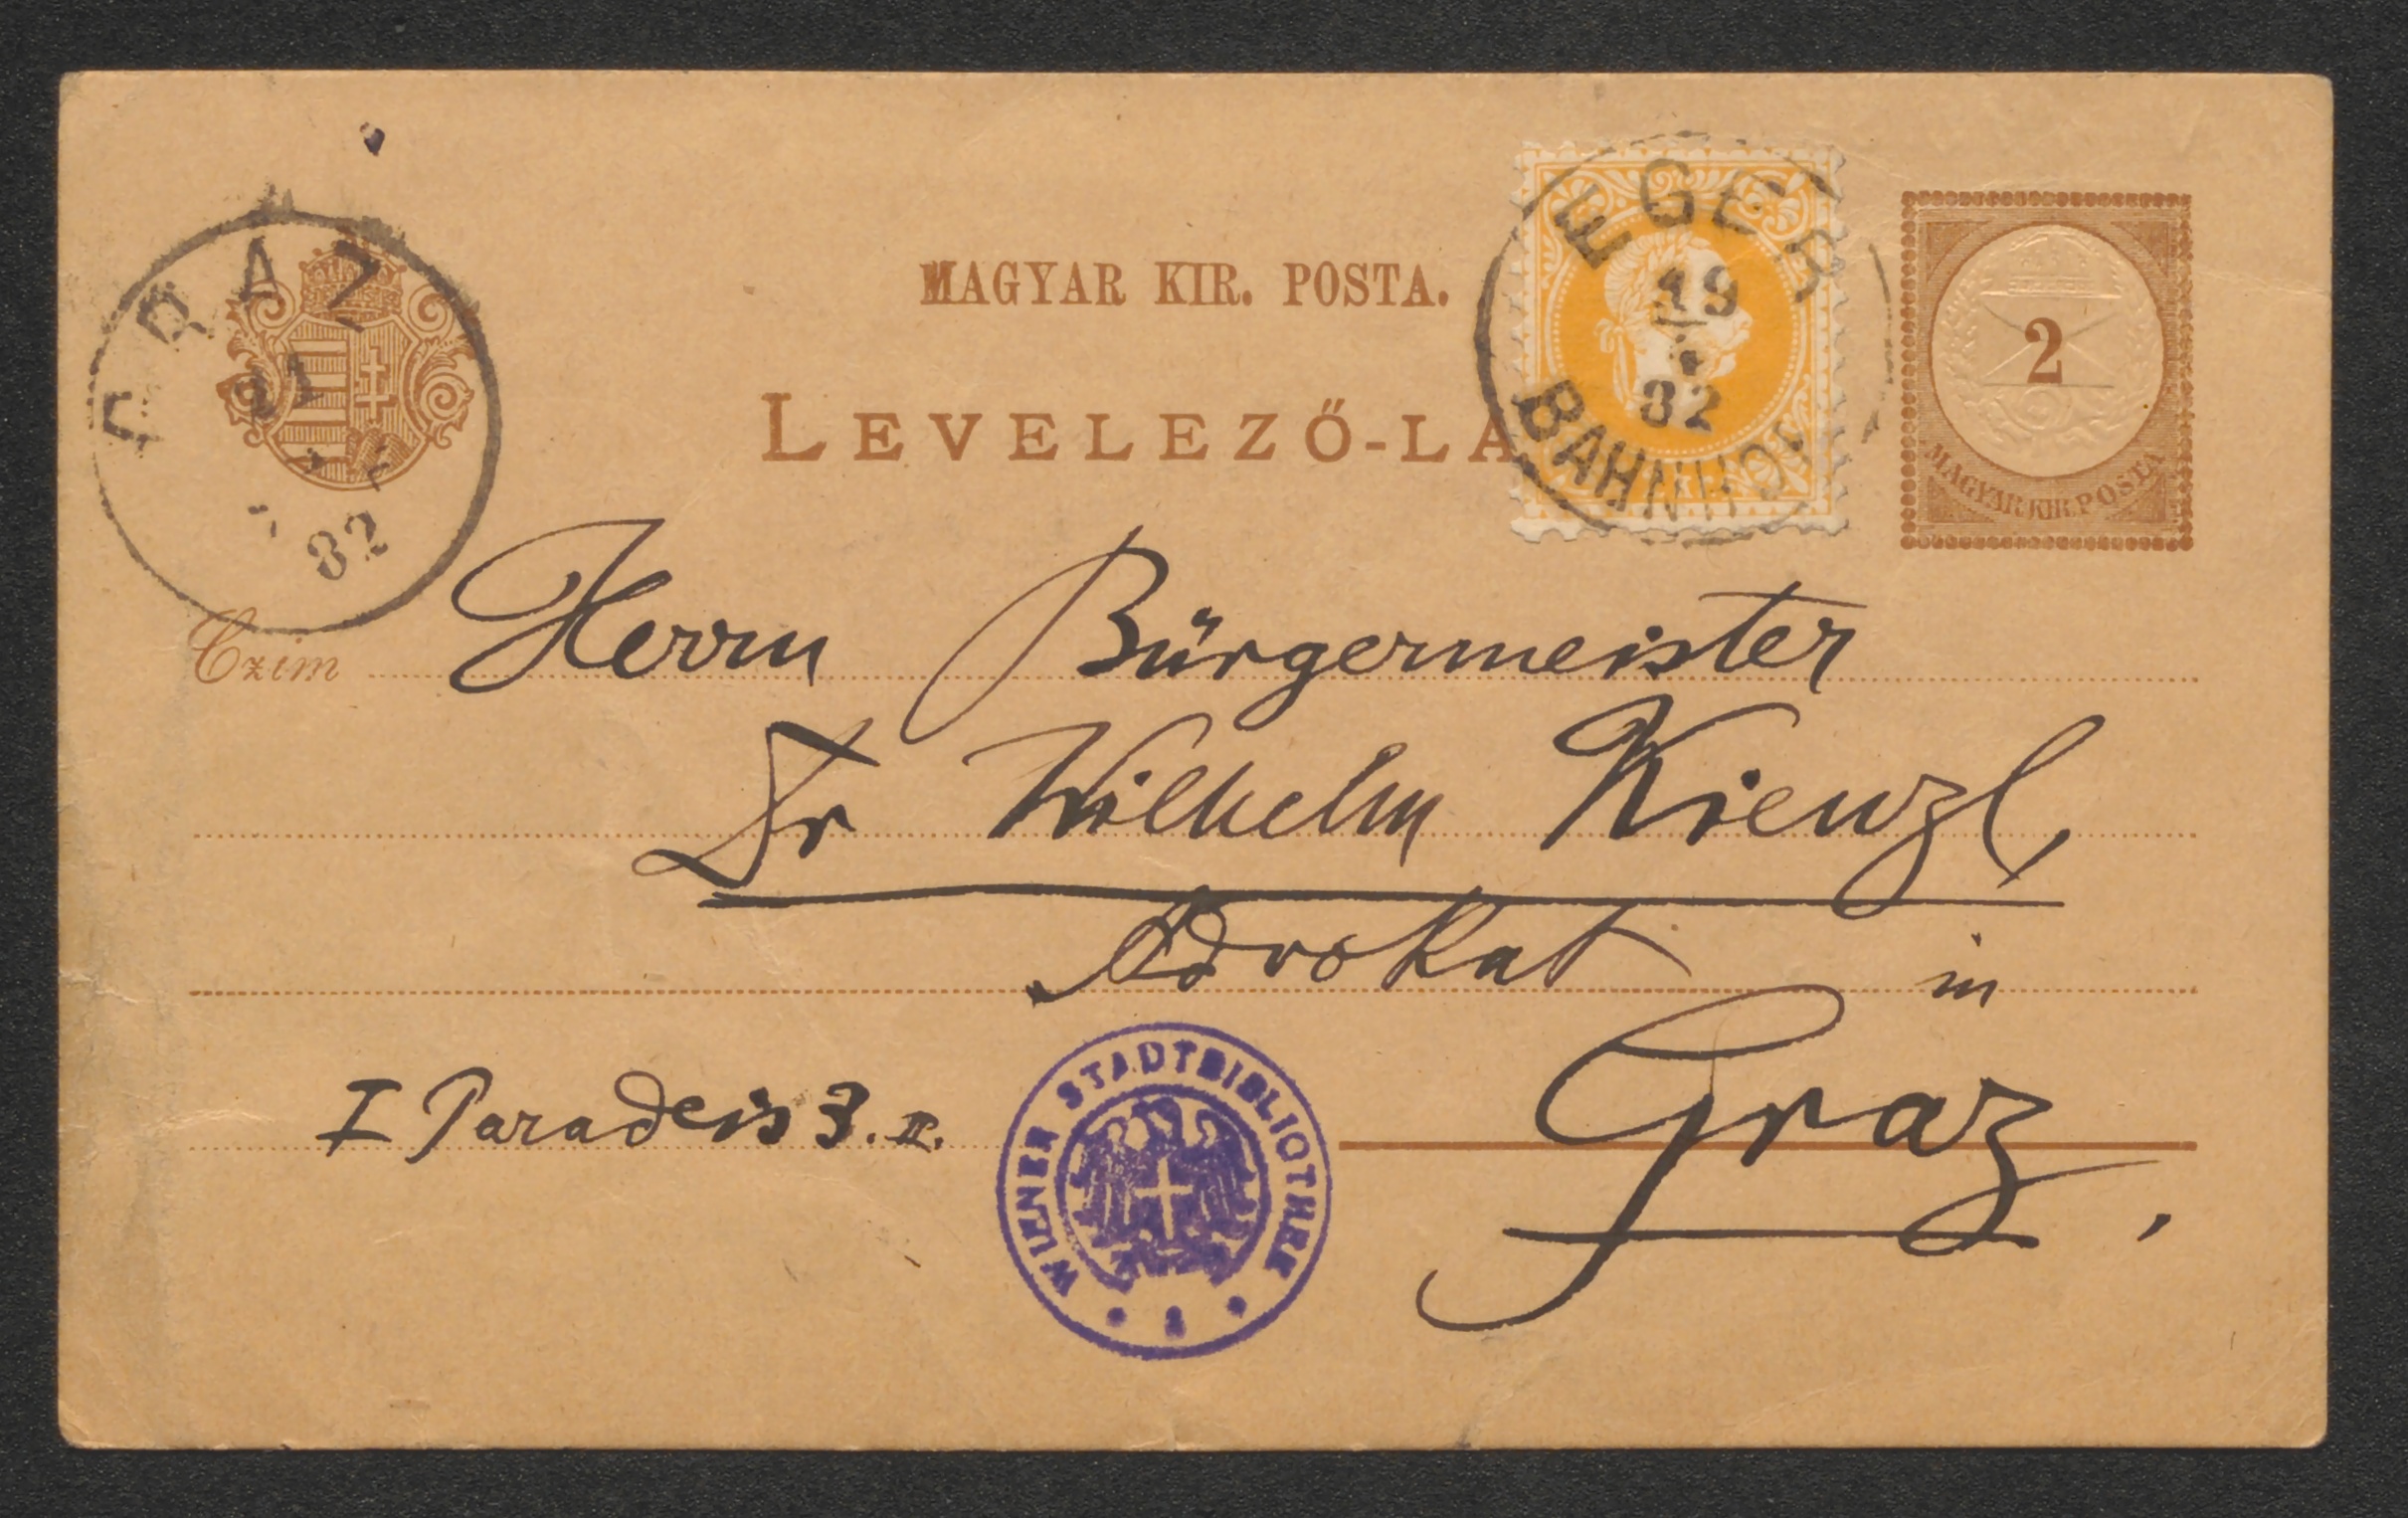 GRAZ
21
82
MAGYAR KIR. POSTA.
LEVELEZŐ-LA
EGER
19
82
BAHNHOF
2
MAGYAR KIR. POSTA
Czim Herrn Bürgermeister
Dr Wilhelm Kienzl,
Advokat in
I Paradeis 3. II. Graz,
WIENER STADTBIBLIOTHEK